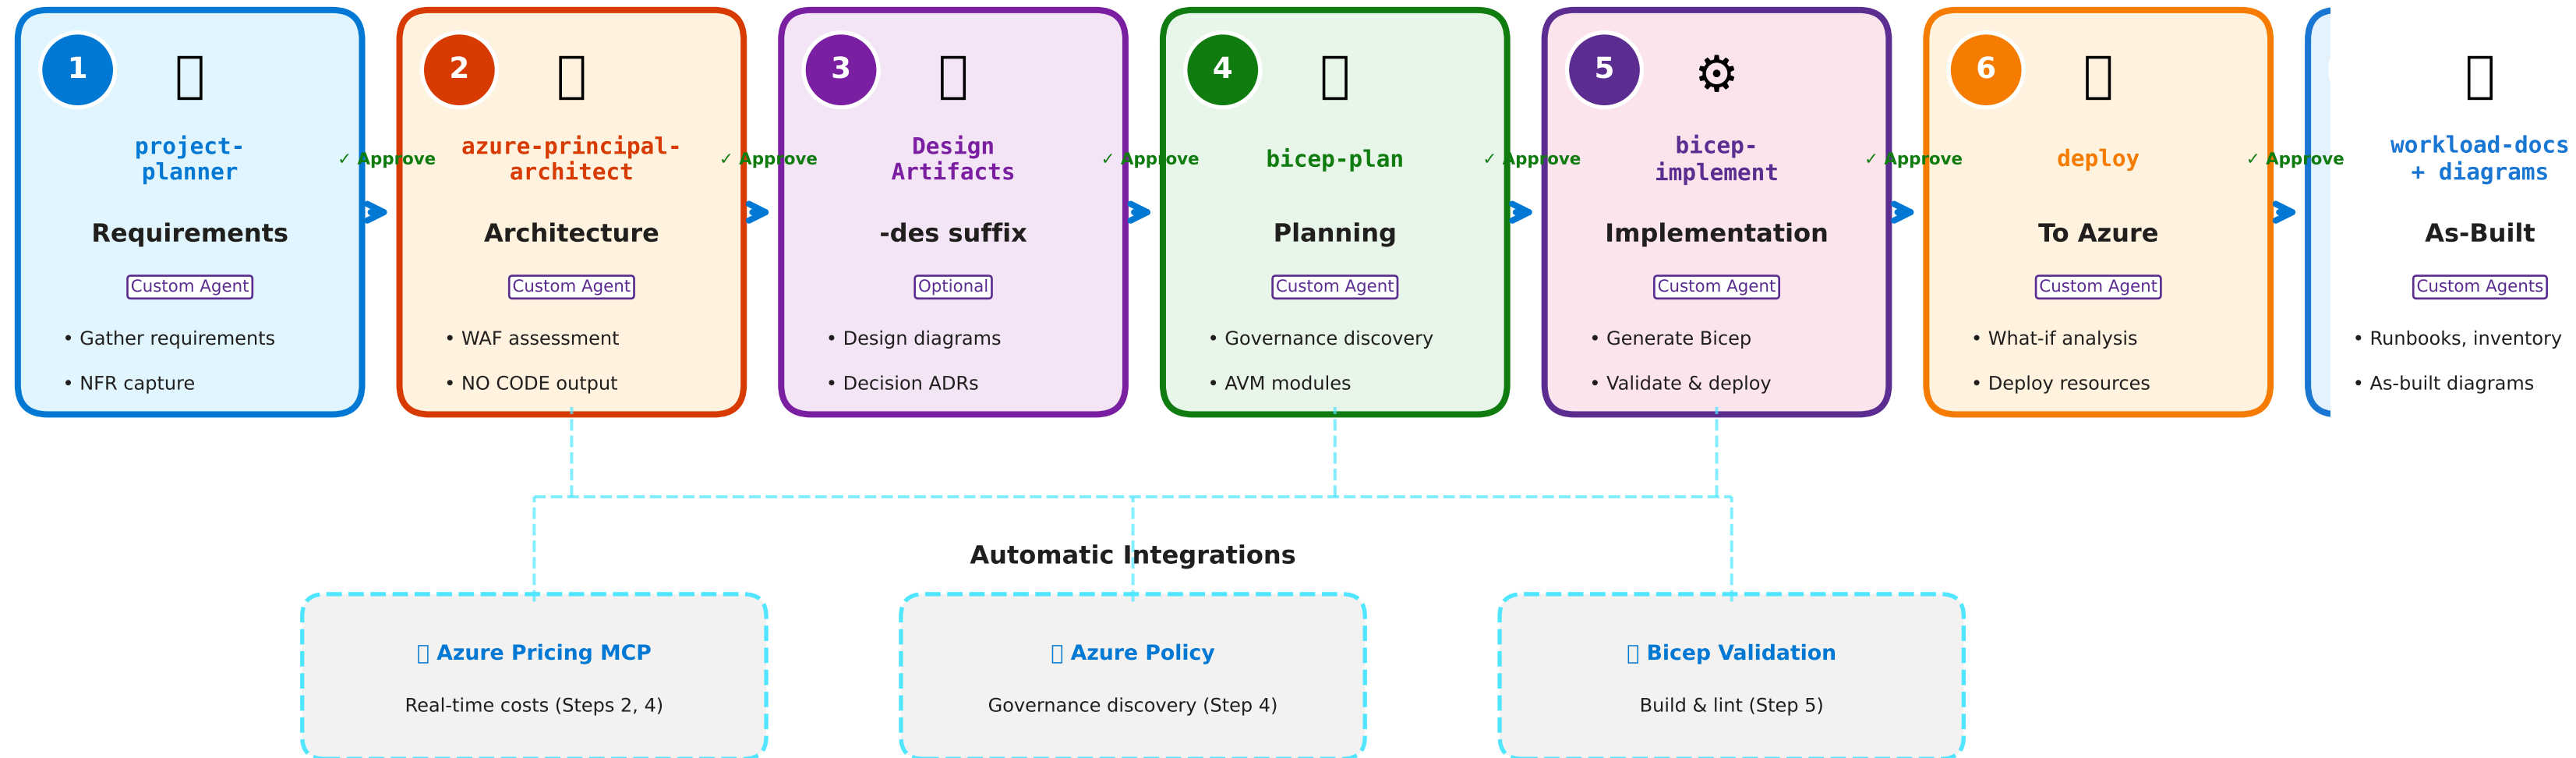 1
project-
planner
Requirements
Custom Agent
• Gather requirements
• NFR capture
✓ Approve
2
azure-principal-
architect
Architecture
Custom Agent
• WAF assessment
• NO CODE output
✓ Approve
3
Design
Artifacts
-des suffix
Optional
• Design diagrams
• Decision ADRs
✓ Approve
4
bicep-plan
Planning
Custom Agent
• Governance discovery
• AVM modules
✓ Approve
5
bicep-
implement
Implementation
Custom Agent
• Generate Bicep
• Validate & deploy
✓ Approve
6
deploy
To Azure
Custom Agent
• What-if analysis
• Deploy resources
✓ Approve
workload-docs
+ diagrams
As-Built
Custom Agents
• Runbooks, inventory
• As-built diagrams
Automatic Integrations
Azure Pricing MCP
Real-time costs (Steps 2, 4)
Azure Policy
Governance discovery (Step 4)
Bicep Validation
Build & lint (Step 5)